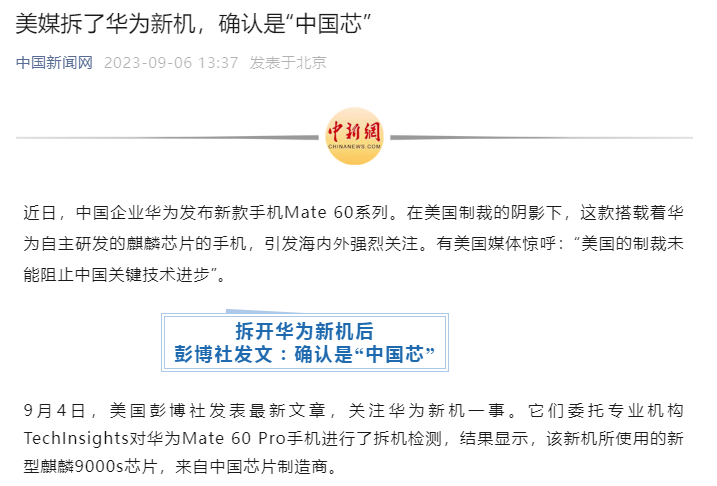 美媒拆了华为新机，确认是“中国芯”
中国新闻网 2023-09-06 13:37 发表于北京
中新網
CHINANEWS.COM
近日，中国企业华为发布新款手机Mate 60系列。在美国制裁的阴影下，这款搭载着华
为自主研发的麒麟芯片的手机，引发海内外强烈关注。有美国媒体惊呼：“美国的制裁未
能阻止中国关键技术进步”。
拆开华为新机后
彭博社发文：确认是“中国芯”
9月4日，美国彭博社发表最新文章，关注华为新机一事。它们委托专业机构
TechInsights对华为Mate 60 Pro手机进行了拆机检测，结果显示，该新机所使用的新
型麒麟9000s芯片，来自中国芯片制造商。